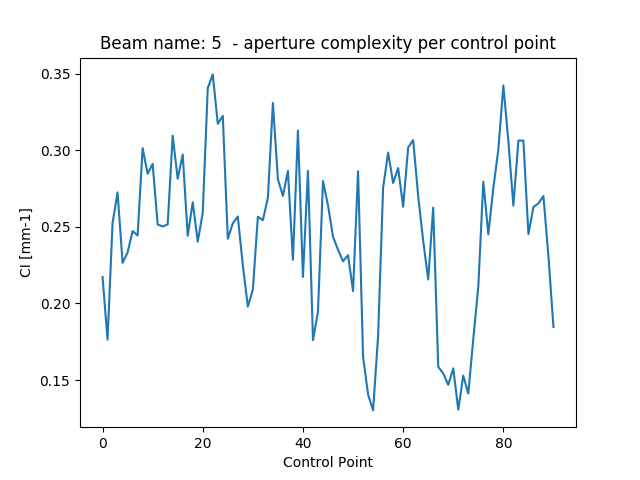 Beam name: 5  - aperture complexity per control point
0.35
0.30
0.25
0.20
0.15
CI [mm-1]
0 20 40 60 80
Control Point